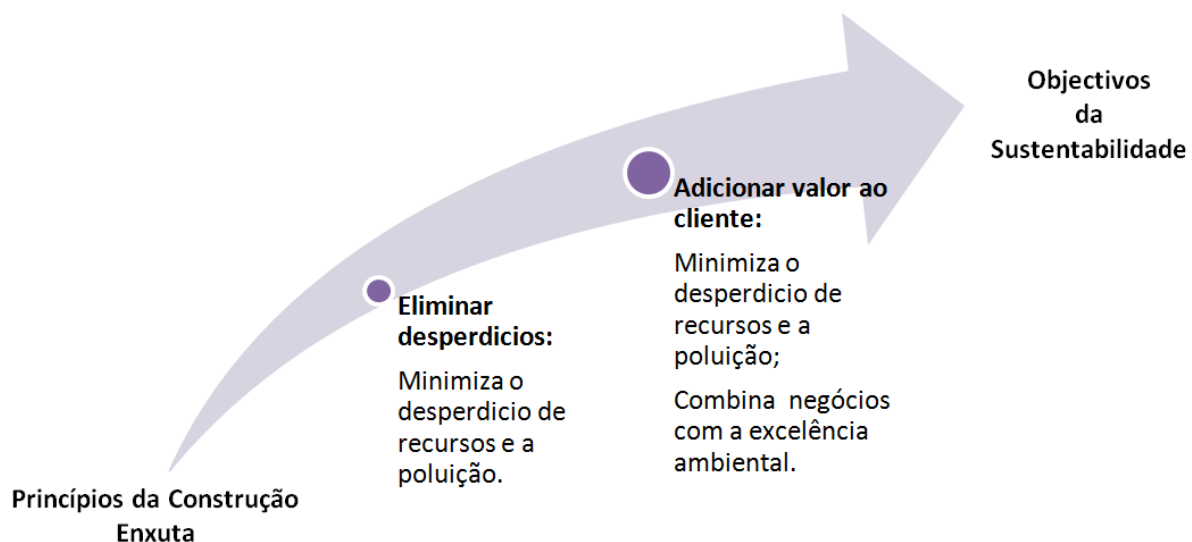 Princípios da Construção
Enxuta
Eliminar
desperdicios:
Minimiza o
desperdicio de
recursos e a
poluição.
Adicionar valor ao
cliente:
Minimiza o
desperdicio de
recursos e a
poluição;
Combina negócios
com a excelência
ambiental.
Objectivos
da
Sustentabilidade